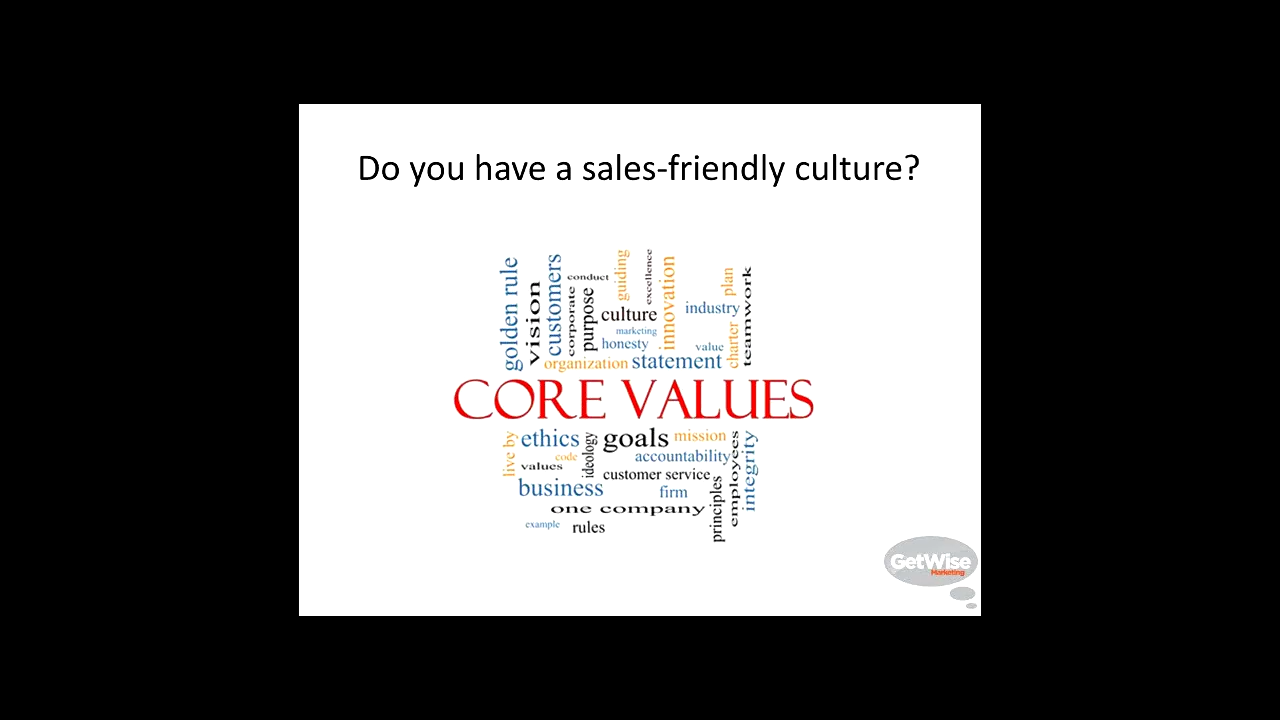 Do you have a sales-friendly culture?
golden rule
vision
customers
corporate
conduct
purpose
guiding
excellence
culture
marketing
honesty
innovation
industry
value
plan
charter
teamwork
organization
statement
CORE VALUES
live by
ethics
code
values
ideology
goals
mission
accountability
customer service
business
firm
one company
principles
employees
integrity
example
rules
GetWise
Marketing